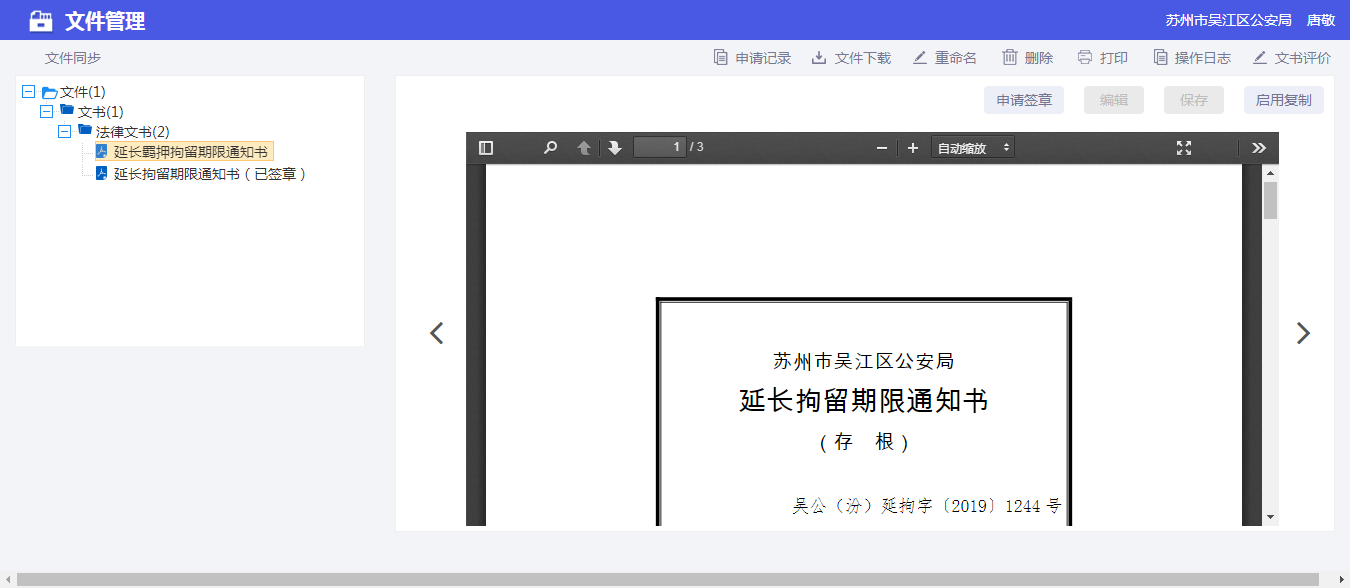 文件管理
苏州市吴江区公安局 唐敬
文件同步
申请记录 文件下载 重命名 删除 打印 操作日志 文书评价
申请签章 编辑 保存 启用复制
文件(1)
文书(1)
法律文书(2)
延长羁押拘留期限通知书
延长拘留期限通知书（已签章）
1 / 3 自动缩放
苏州市吴江区公安局
延长拘留期限通知书
（存 根）
吴公（汾）延拘字〔2019〕1244 号